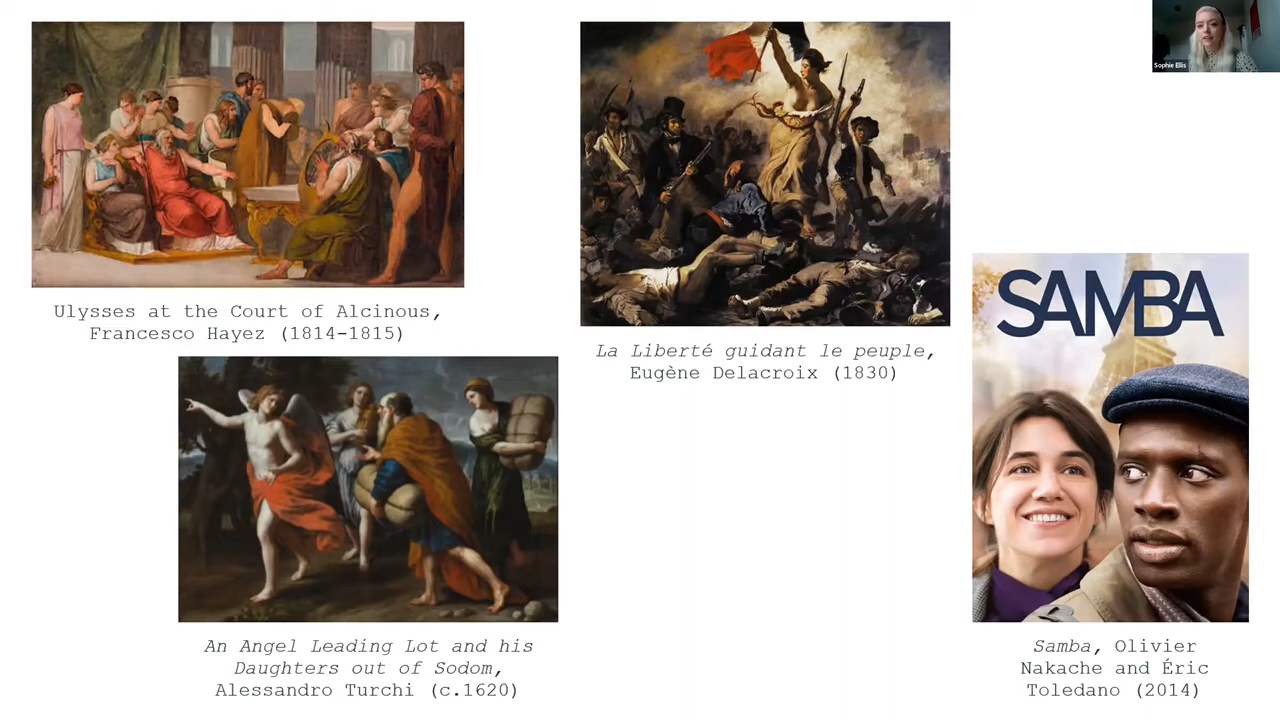 Sophie Ellis
Ulysses at the Court of Alcinous,
Francesco Hayez (1814-1815)
La Liberté guidant le peuple,
Eugène Delacroix (1830)
SAMBA
An Angel Leading Lot and his
Daughters out of Sodom,
Alessandro Turchi (c.1620)
Samba, Olivier
Nakache and Éric
Toledano (2014)